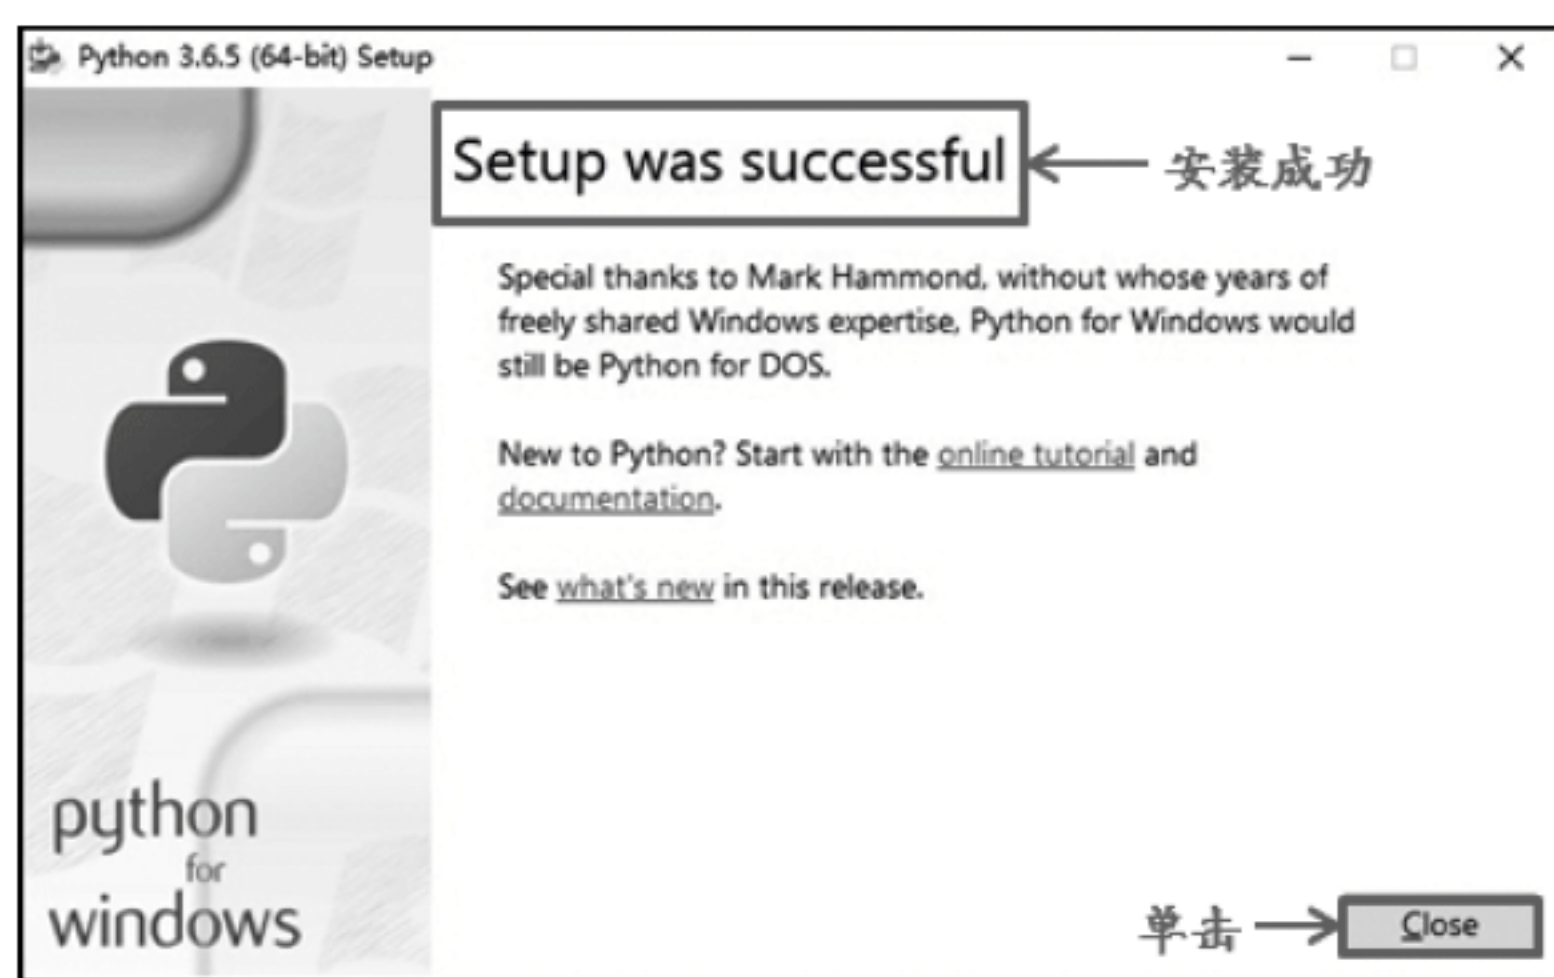 Python 3.6.5 (64-bit) Setup
Setup was successful
安装成功
Special thanks to Mark Hammond, without whose years of
freely shared Windows expertise, Python for Windows would
still be Python for DOS.
New to Python? Start with the online tutorial and
documentation.
See what's new in this release.
python
for
windows
单击
Close